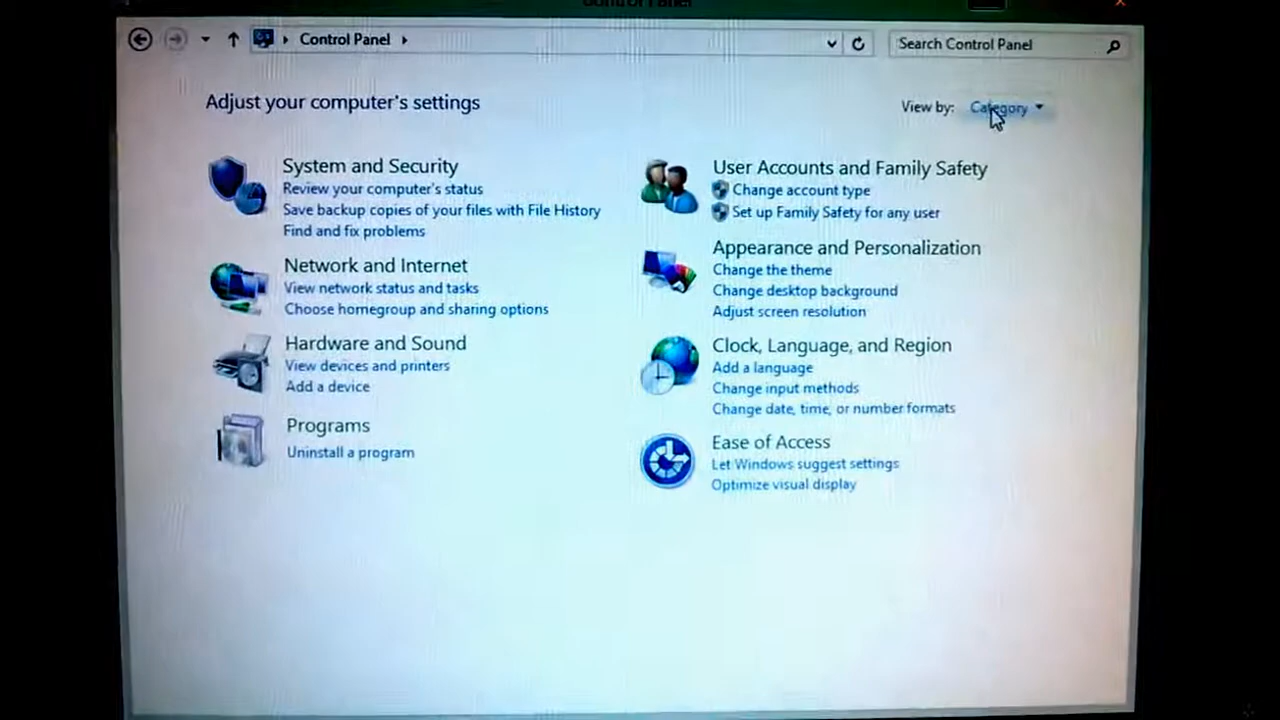 Control Panel
Control Panel
Search Control Panel
Adjust your computer's settings
View by: Category
System and Security
Review your computer's status
Save backup copies of your files with File History
Find and fix problems
Network and Internet
View network status and tasks
Choose homegroup and sharing options
Hardware and Sound
View devices and printers
Add a device
Programs
Uninstall a program
User Accounts and Family Safety
Change account type
Set up Family Safety for any user
Appearance and Personalization
Change the theme
Change desktop background
Adjust screen resolution
Clock, Language, and Region
Add a language
Change input methods
Change date, time, or number formats
Ease of Access
Let Windows suggest settings
Optimize visual display